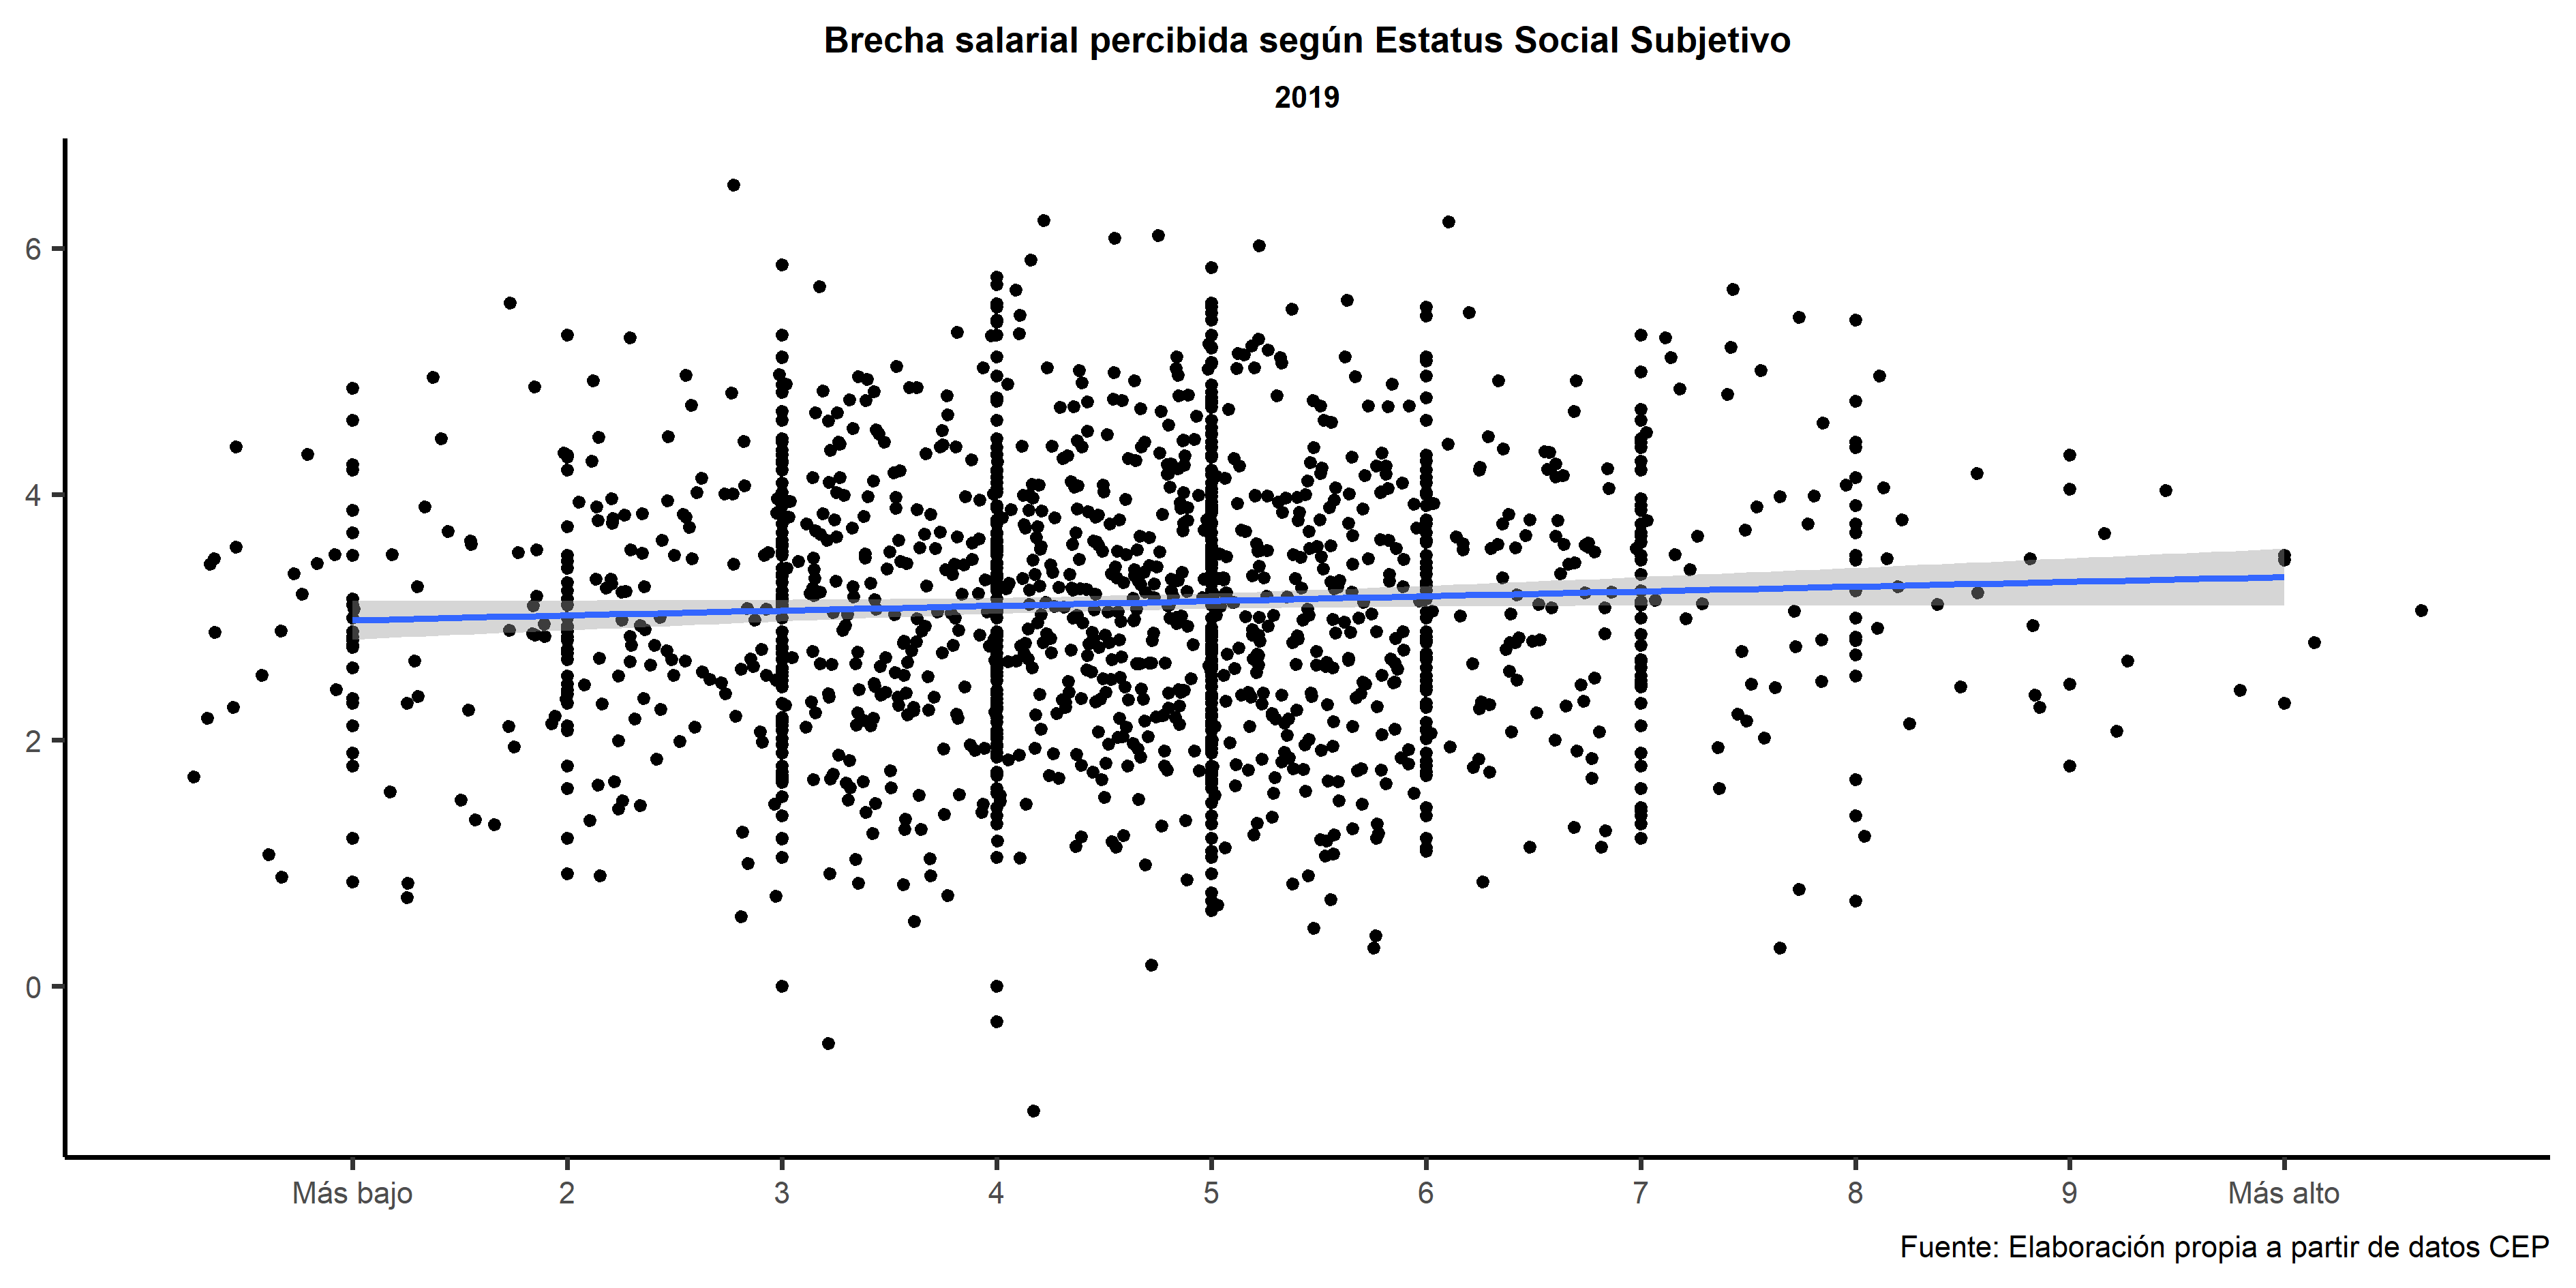 Brecha salarial percibida según Estatus Social Subjetivo
2019
6
4
2
0
Más bajo 2 3 4 5 6 7 8 9 Más alto
Fuente: Elaboración propia a partir de datos CEP